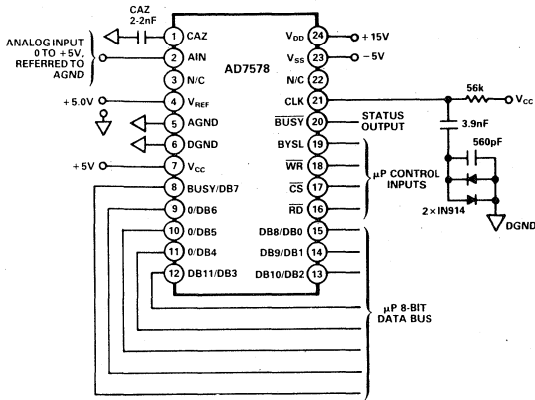 CAZ
2-2nF
ANALOG INPUT
0 TO +5V,
REFERRED TO
AGND
+5.0V
+5V
AD7578
1 CAZ
2 AIN
3 N/C
4 VREF
5 AGND
6 DGND
7 VCC
8 BUSY/DB7
9 0/DB6
10 0/DB5
11 0/DB4
12 DB11/DB3
VDD 24 +15V
VSS 23 -5V
N/C 22
CLK 21
BUSY 20
BYSL 19
WR 18
CS 17
RD 16
DB8/DB0 15
DB9/DB1 14
DB10/DB2 13
STATUS
OUTPUT
μP CONTROL
INPUTS
56k
VCC
3.9nF
560pF
2×IN914
DGND
μP 8-BIT
DATA BUS